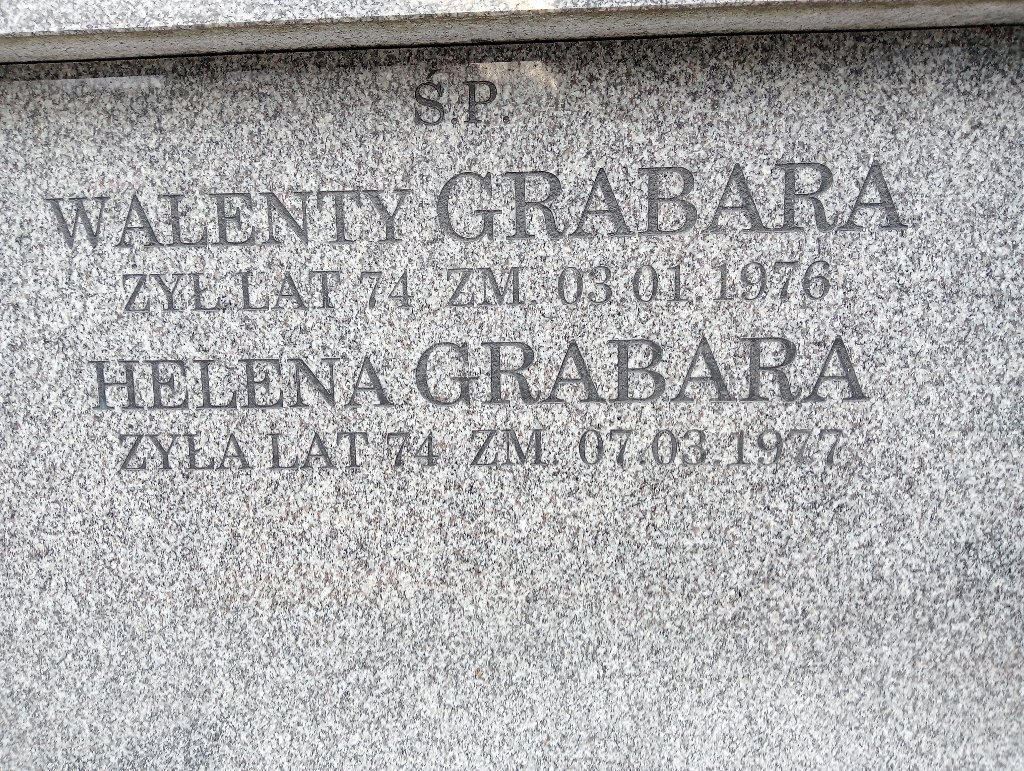 Ś.P.
WALENTY GRABARA
ŻYŁ LAT 74 ZM. 03.01.1976
HELENA GRABARA
ŻYŁA LAT 74 ZM. 07.03.1977